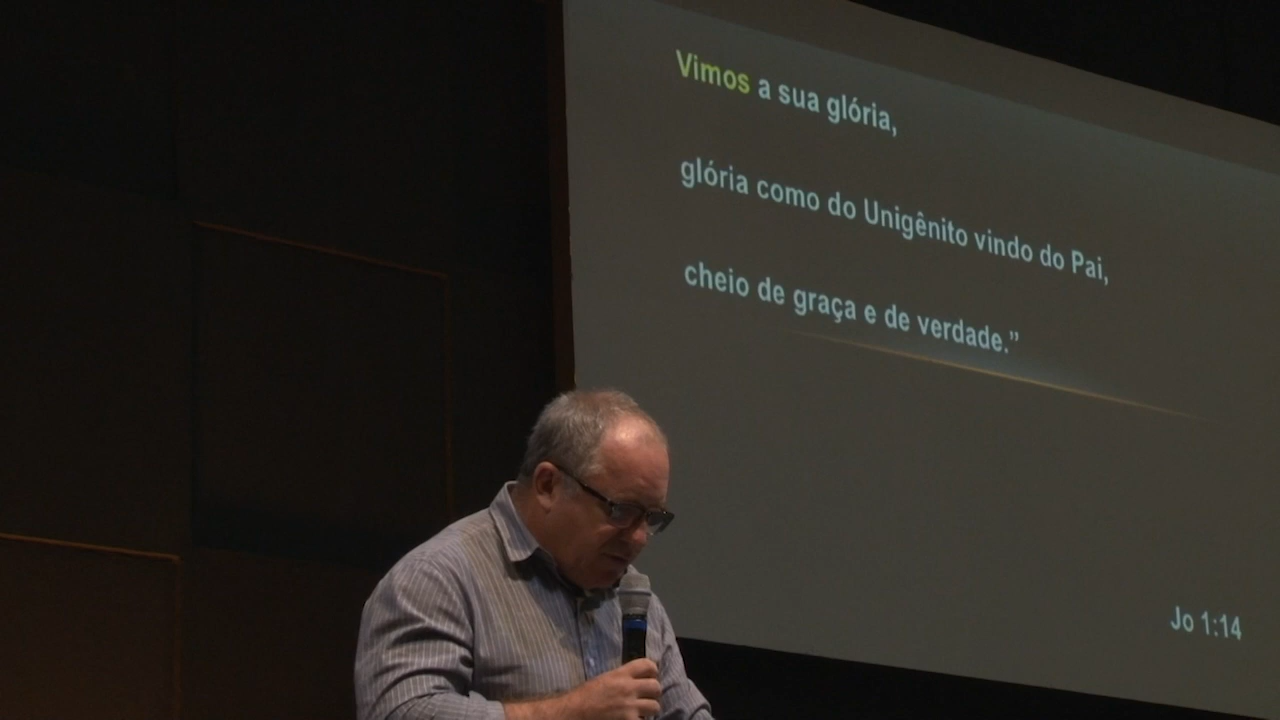 Vimos a sua glória,
glória como do Unigênito vindo do Pai,
cheio de graça e de verdade.”
Jo 1:14